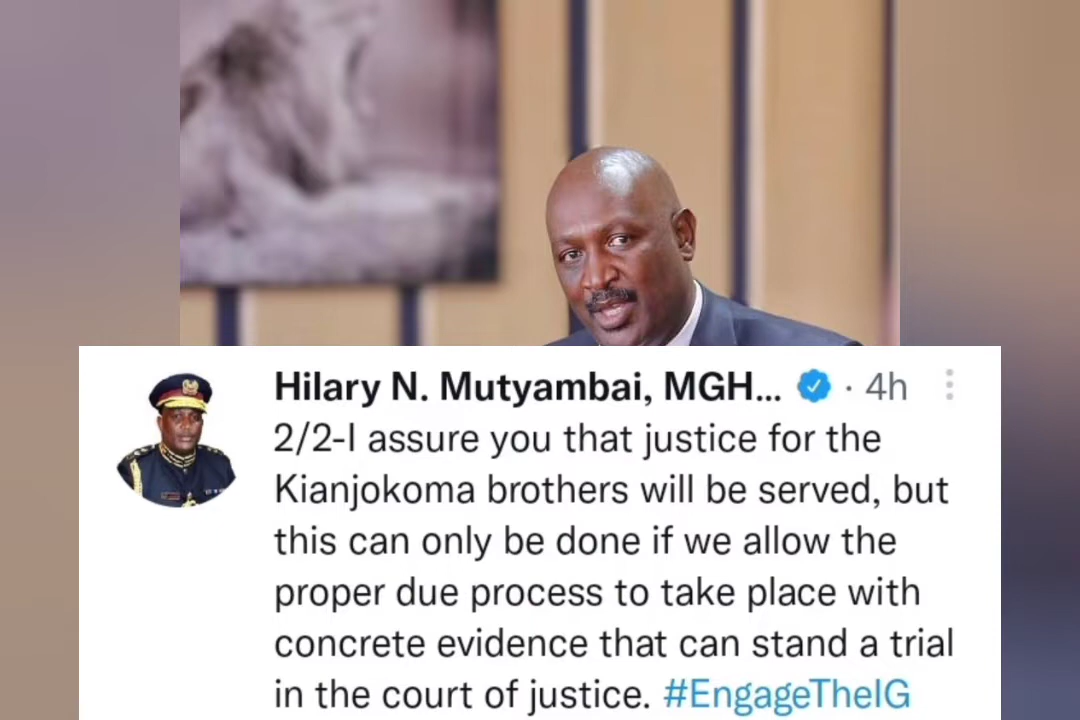 Hilary N. Mutyambai, MGH... · 4h
2/2-I assure you that justice for the
Kianjokoma brothers will be served, but
this can only be done if we allow the
proper due process to take place with
concrete evidence that can stand a trial
in the court of justice. #EngageTheIG